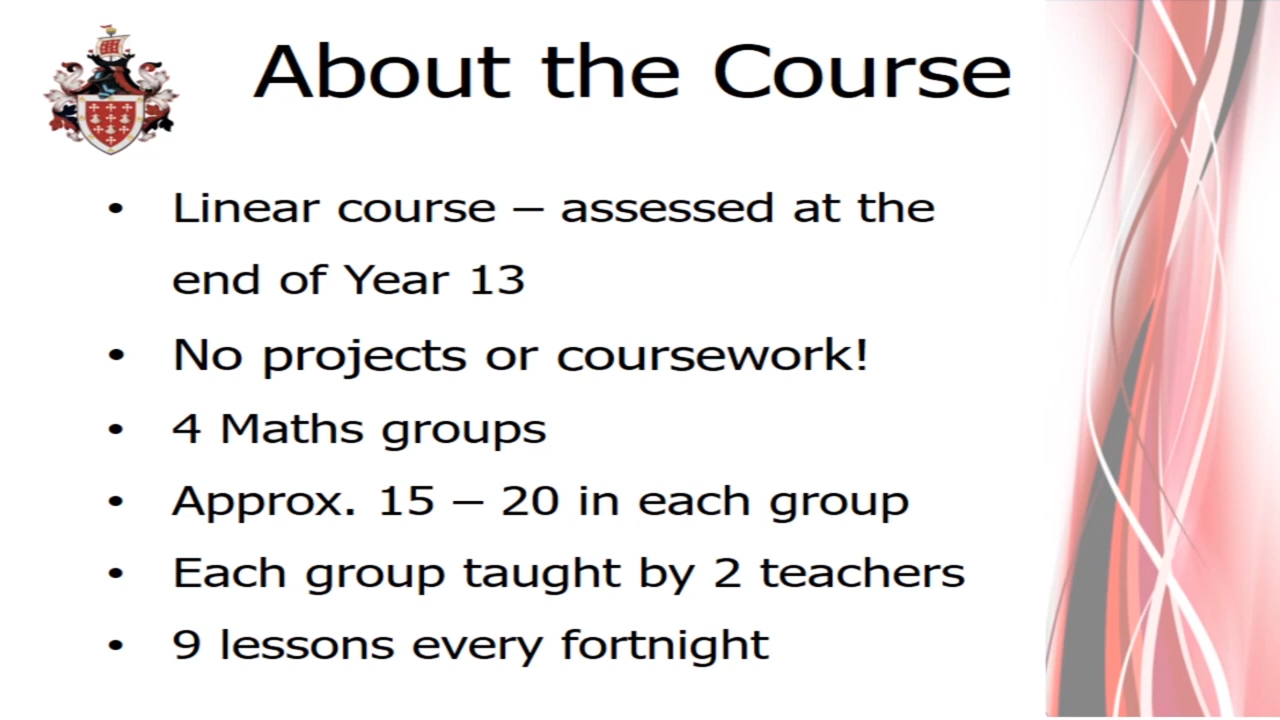 About the Course
• Linear course – assessed at the
end of Year 13
• No projects or coursework!
• 4 Maths groups
• Approx. 15 – 20 in each group
• Each group taught by 2 teachers
• 9 lessons every fortnight